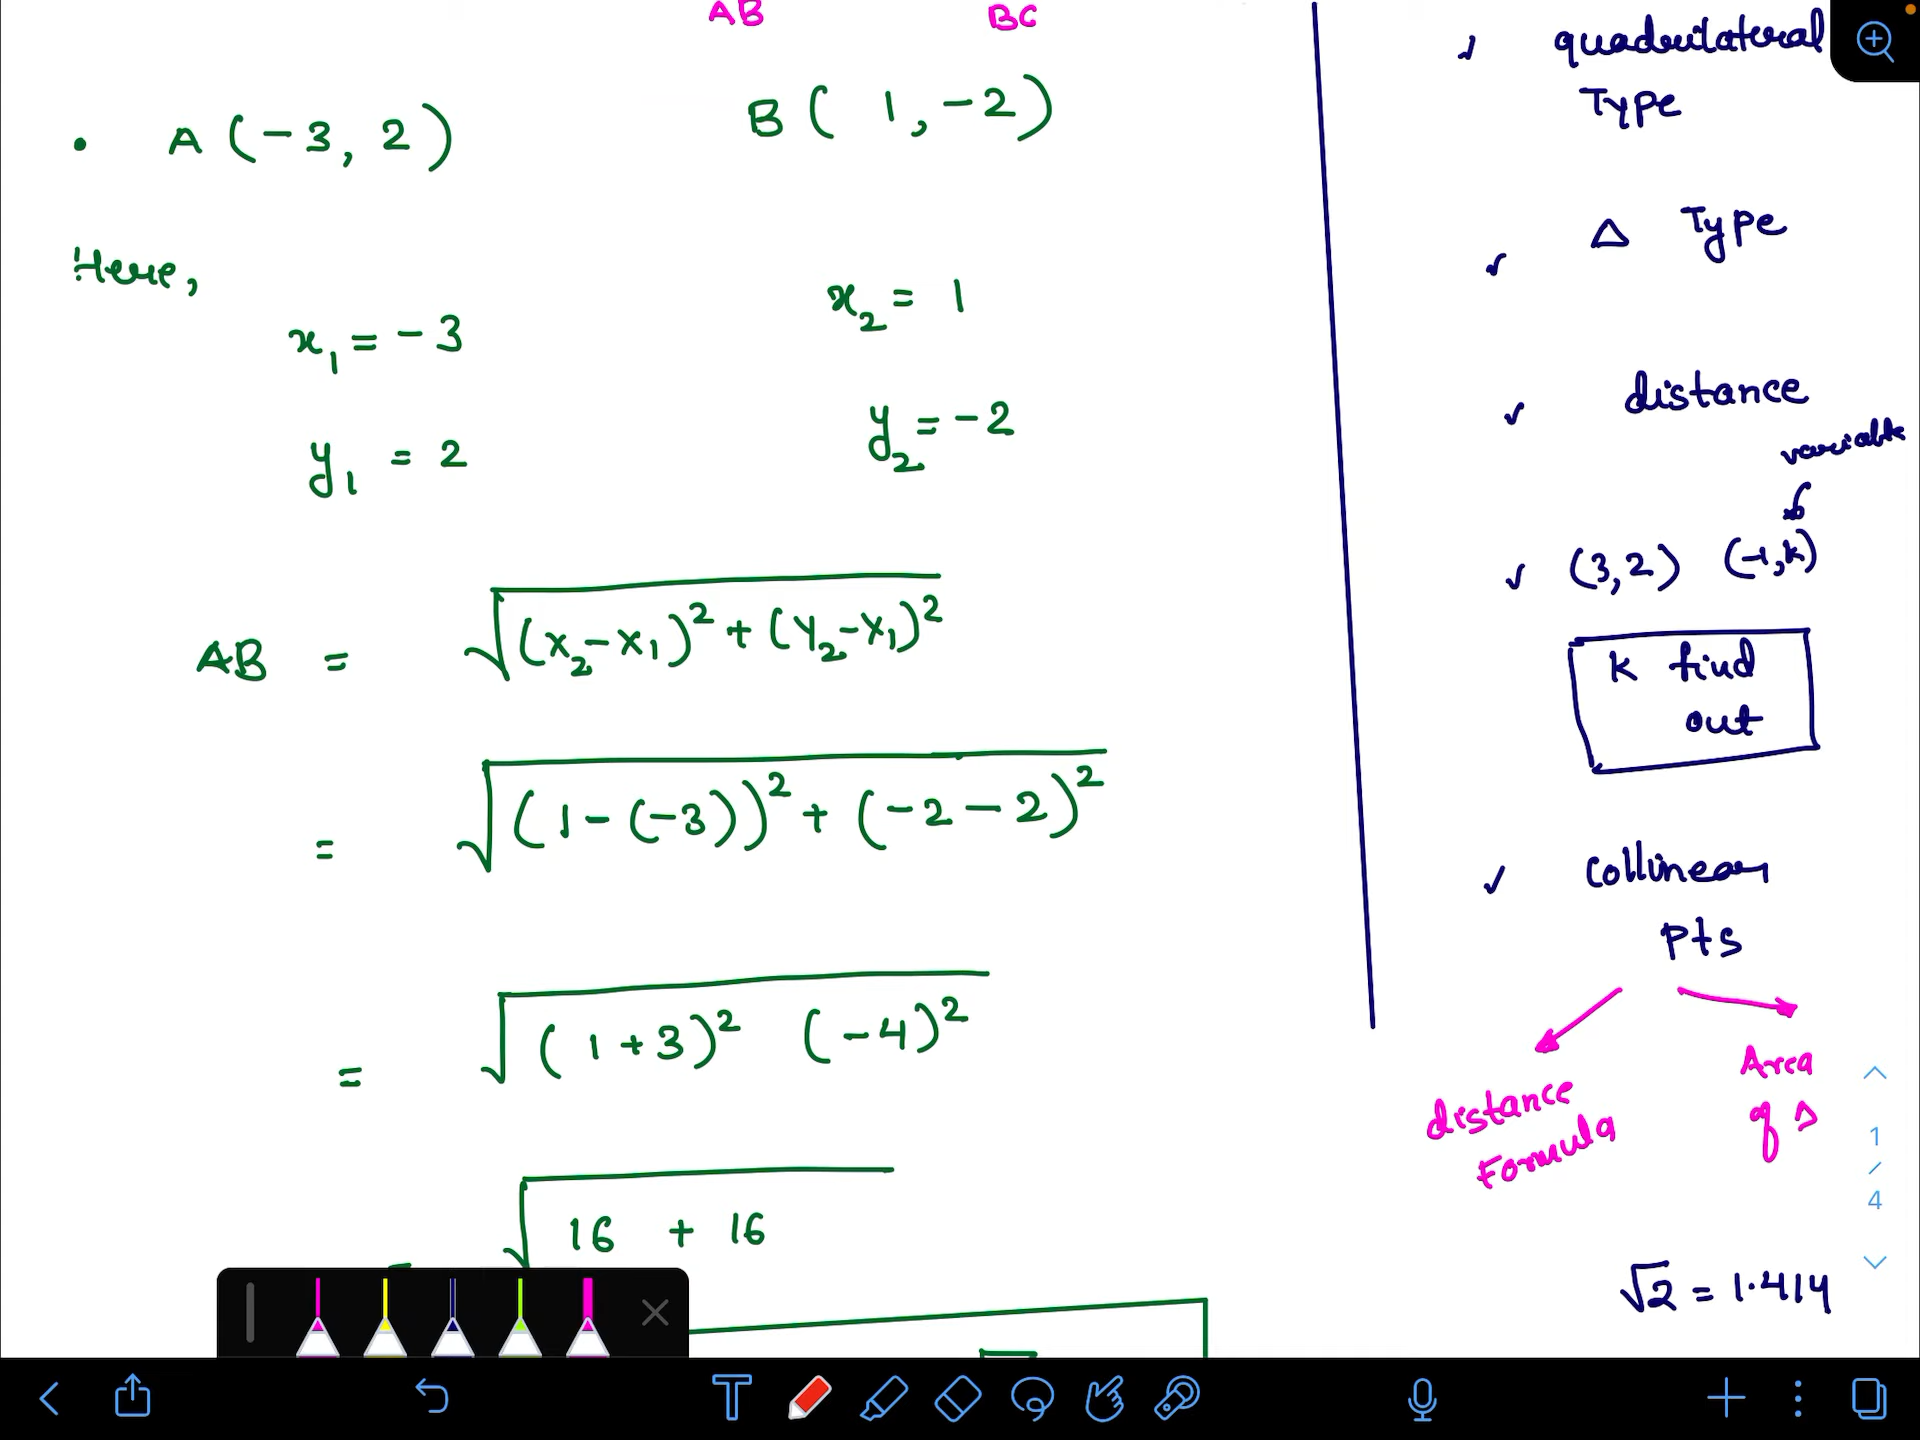 AB BC
• A (-3, 2) B ( 1, -2)
Here,
x₁ = -3 x₂ = 1
y₁ = 2 y₂ = -2
AB = √(x₂-x₁)² + (y₂-x₁)²
= √(1-(-3))² + (-2-2)²
= √(1+3)² (-4)²
= √16 + 16
✓ quadrilateral
Type
✓ △ Type
✓ distance
variable
✓ (3,2) (-1,k)
K find
out
✓ Collinear
pts
distance
Formula
Area
of △
√2 = 1.414
1
/
4
T